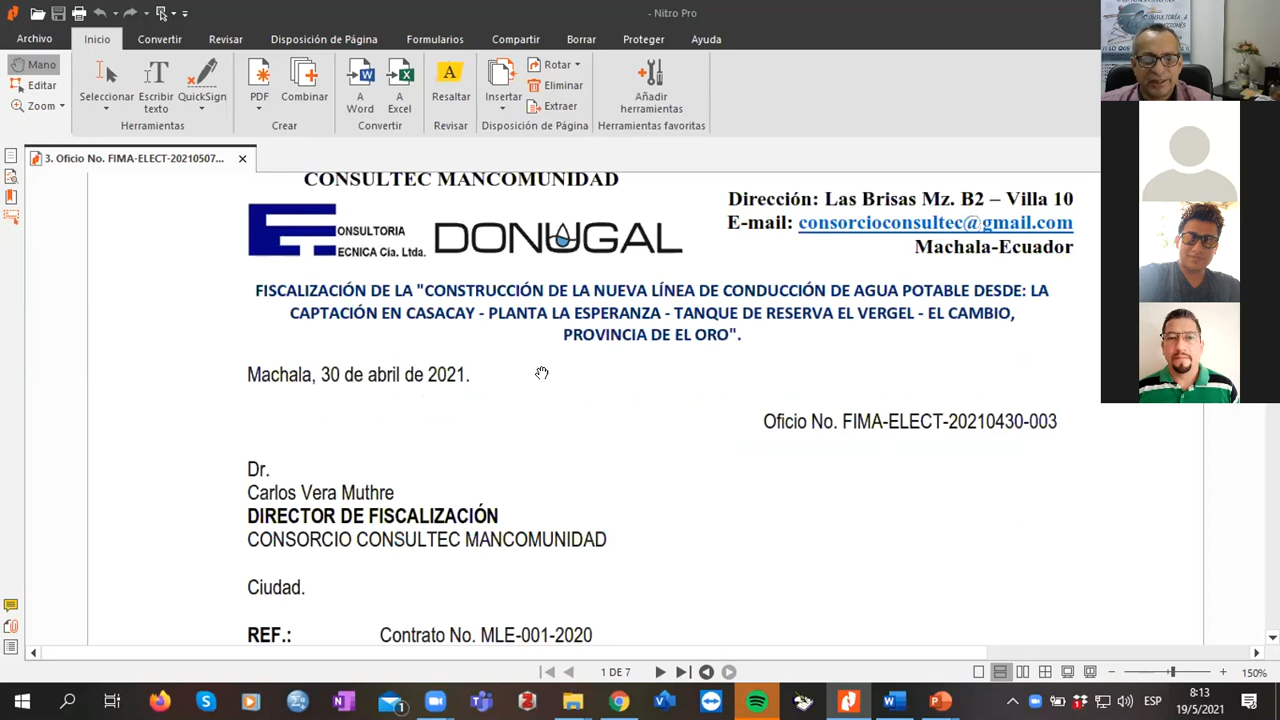 - Nitro Pro
Archivo Inicio Convertir Revisar Disposición de Página Formularios Compartir Borrar Proteger Ayuda
Mano
Editar
Zoom
Seleccionar
Escribir texto
QuickSign
Herramientas
PDF
Combinar
Crear
A Word
A Excel
Convertir
Resaltar
Revisar
Insertar
Rotar
Eliminar
Extraer
Disposición de Página
Añadir herramientas
Herramientas favoritas
3. Oficio No. FIMA-ELECT-20210507...
CONSULTEC MANCOMUNIDAD
ONSULTORIA
ECNICA Cía. Ltda.
DONUGAL
Dirección: Las Brisas Mz. B2 – Villa 10
E-mail: consorcioconsultec@gmail.com
Machala-Ecuador
FISCALIZACIÓN DE LA "CONSTRUCCIÓN DE LA NUEVA LÍNEA DE CONDUCCIÓN DE AGUA POTABLE DESDE: LA
CAPTACIÓN EN CASACAY - PLANTA LA ESPERANZA - TANQUE DE RESERVA EL VERGEL - EL CAMBIO,
PROVINCIA DE EL ORO".
Machala, 30 de abril de 2021.
Oficio No. FIMA-ELECT-20210430-003
Dr.
Carlos Vera Muthre
DIRECTOR DE FISCALIZACIÓN
CONSORCIO CONSULTEC MANCOMUNIDAD
Ciudad.
REF.: Contrato No. MLE-001-2020
1 DE 7
150%
ESP
8:13
19/5/2021